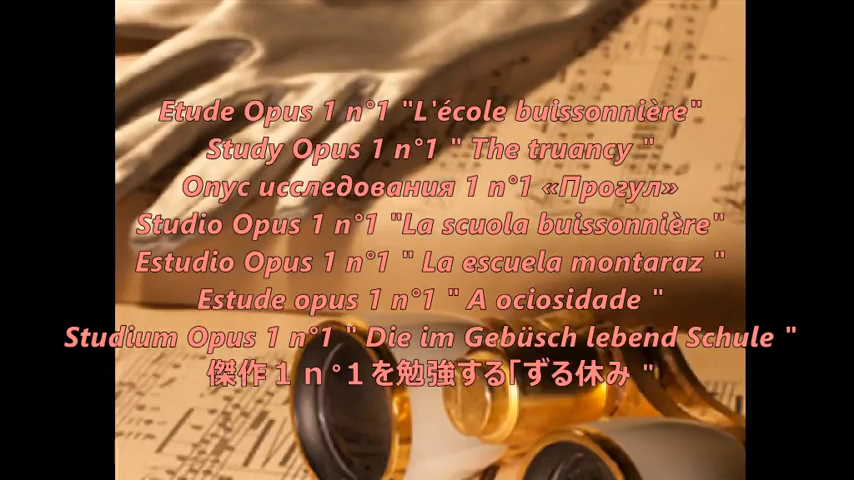 Etude Opus 1 n°1 "L'école buissonnière"
Study Opus 1 n°1 " The truancy "
Опус исследования 1 n°1 «Прогул»
Studio Opus 1 n°1 "La scuola buissonnière"
Estudio Opus 1 n°1 " La escuela montaraz "
Estude opus 1 n°1 " A ociosidade "
Studium Opus 1 n°1 " Die im Gebüsch lebend Schule "
傑作１ｎ°１を勉強する｢ずる休み "